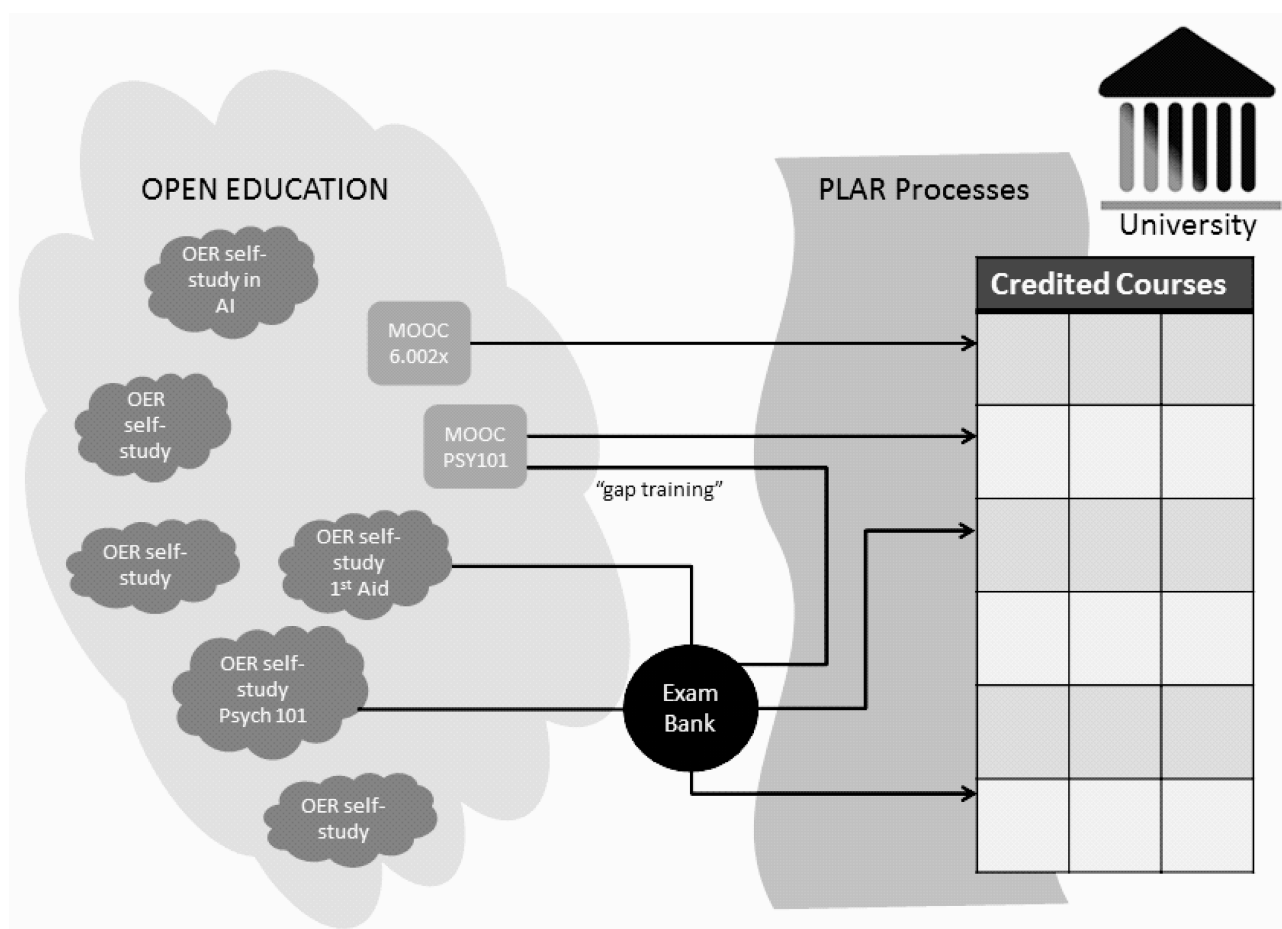 OPEN EDUCATION
PLAR Processes
University
Credited Courses
OER self-
study in
AI
MOOC
6.002x
OER
self-
study
MOOC
PSY101
“gap training”
OER self-
study
OER self-
study
1st Aid
OER self-
study
Psych 101
Exam
Bank
OER self-
study